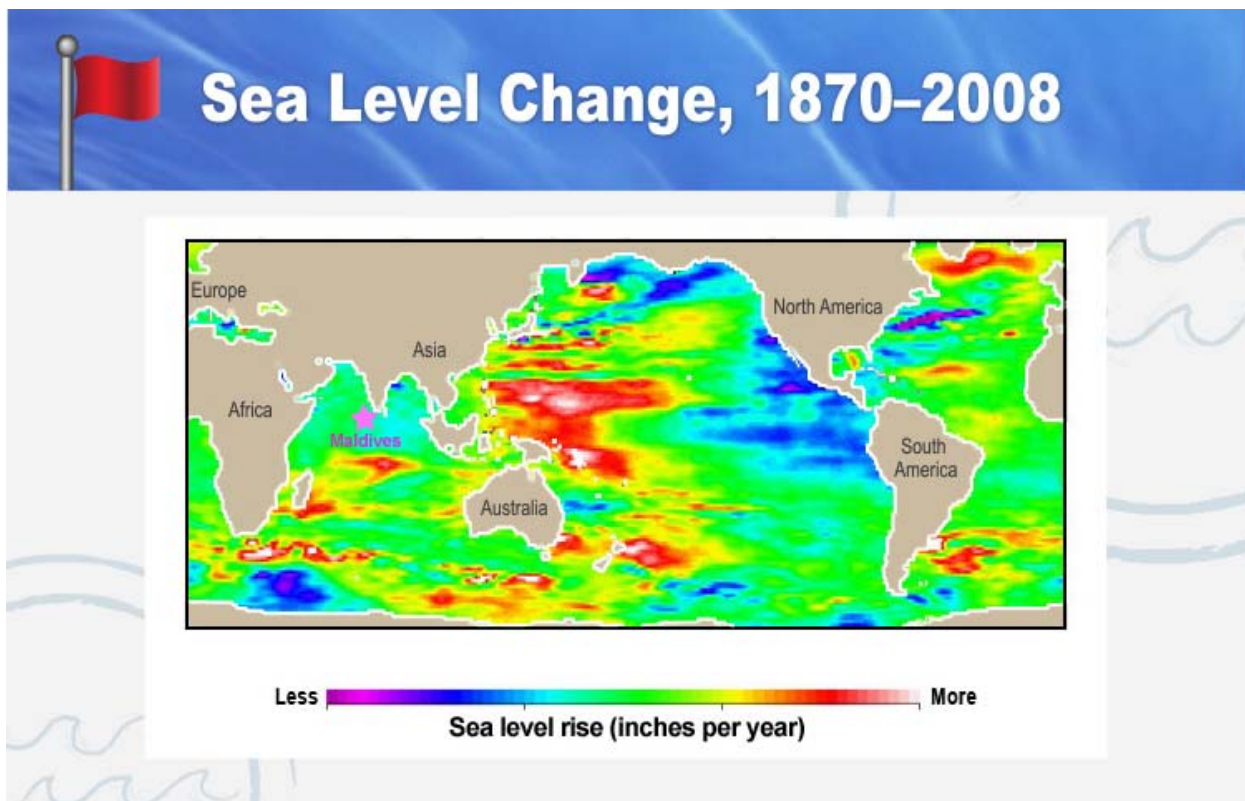 Sea Level Change, 1870–2008
Europe
North America
Asia
Africa
Maldives
South
America
Australia
Less
More
Sea level rise (inches per year)